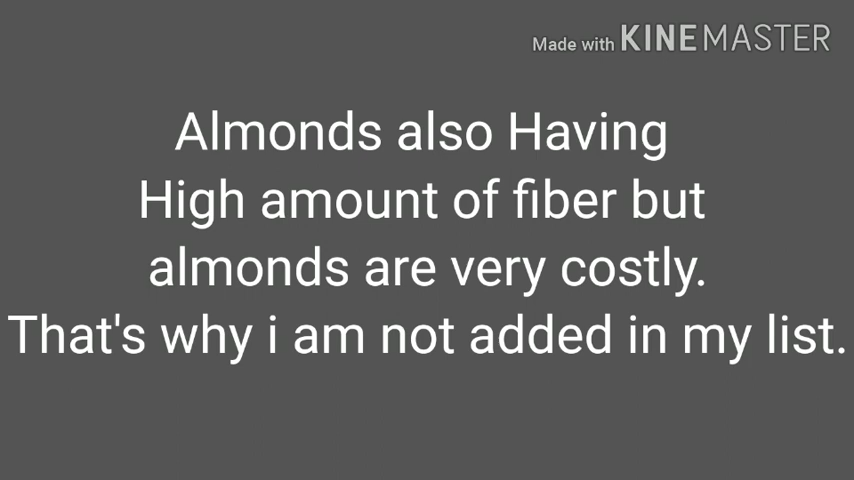 Made with KINEMASTER
Almonds also Having
High amount of fiber but
almonds are very costly.
That's why i am not added in my list.